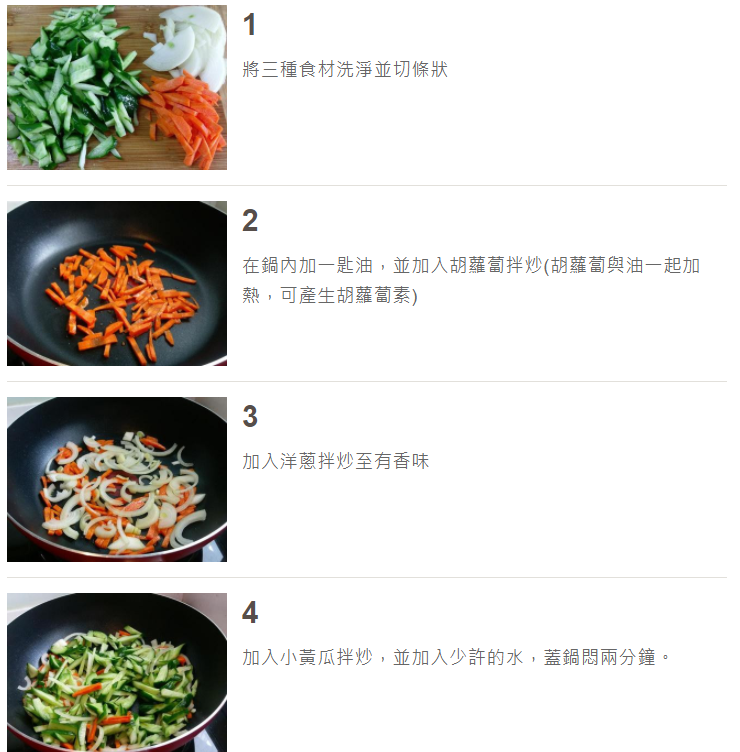 1
將三種食材洗淨並切條狀
2
在鍋內加一匙油，並加入胡蘿蔔拌炒(胡蘿蔔與油一起加
熱，可產生胡蘿蔔素)
3
加入洋蔥拌炒至有香味
4
加入小黃瓜拌炒，並加入少許的水，蓋鍋悶兩分鐘。